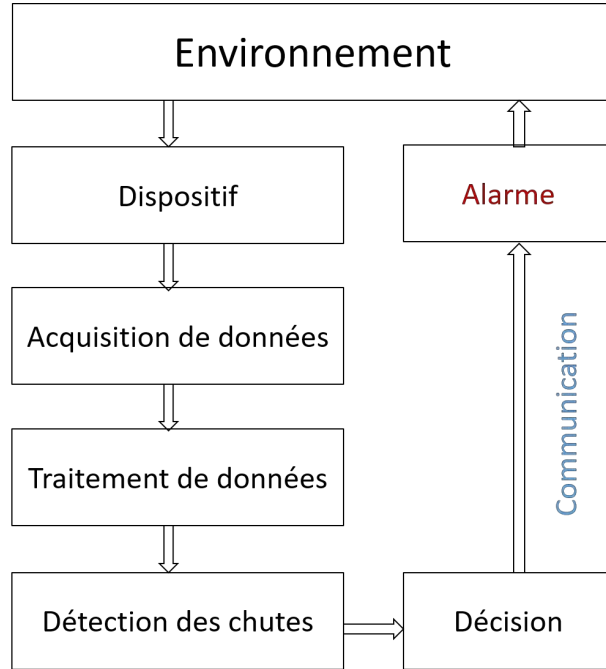 Environnement
Dispositif
Alarme
Acquisition de données
Communication
Traitement de données
Détection des chutes
Décision